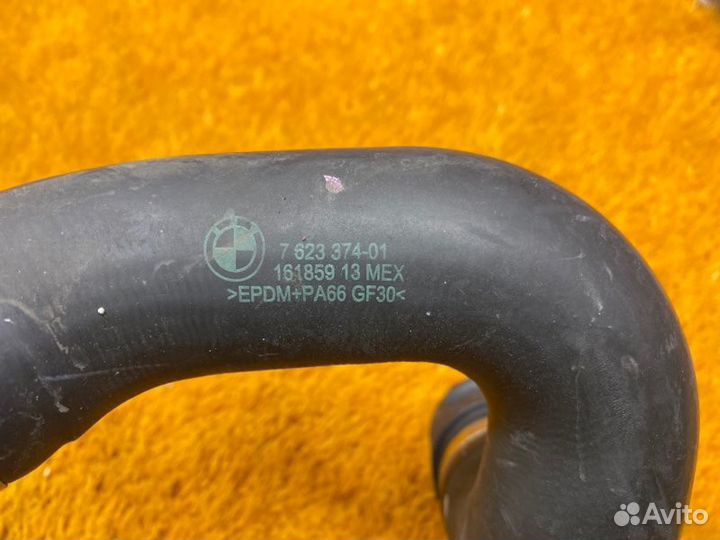 7 623 374-01
161859 13 MEX
>EPDM+PA66 GF30<
Avito